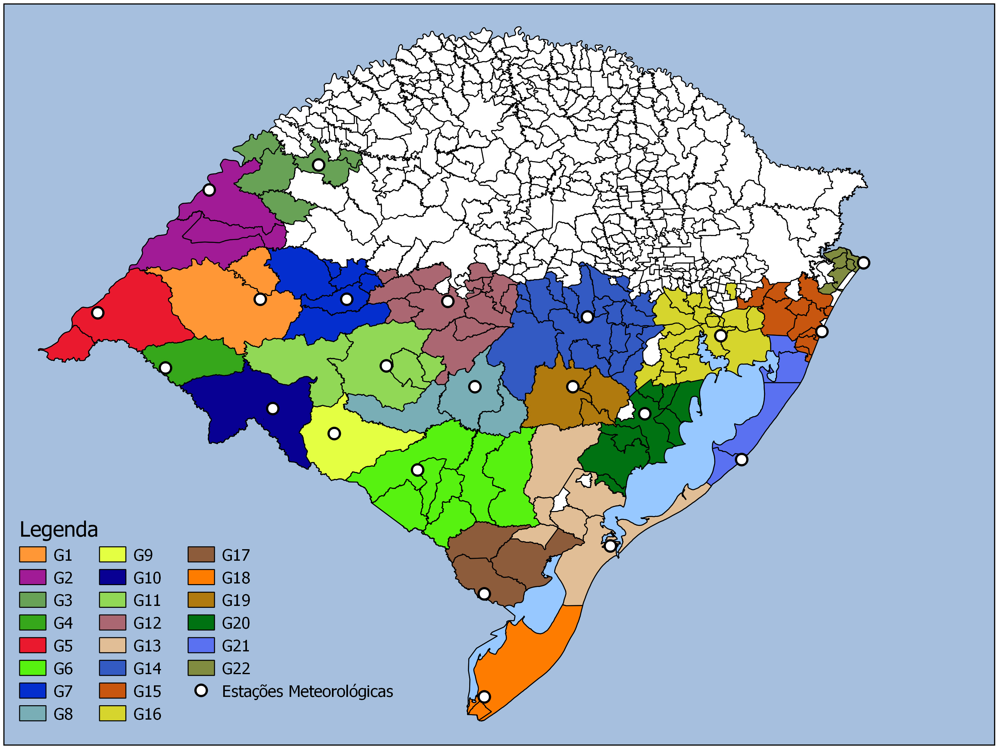 Legenda
G1 G9 G17
G2 G10 G18
G3 G11 G19
G4 G12 G20
G5 G13 G21
G6 G14 G22
G7 G15 Estações Meteorológicas
G8 G16